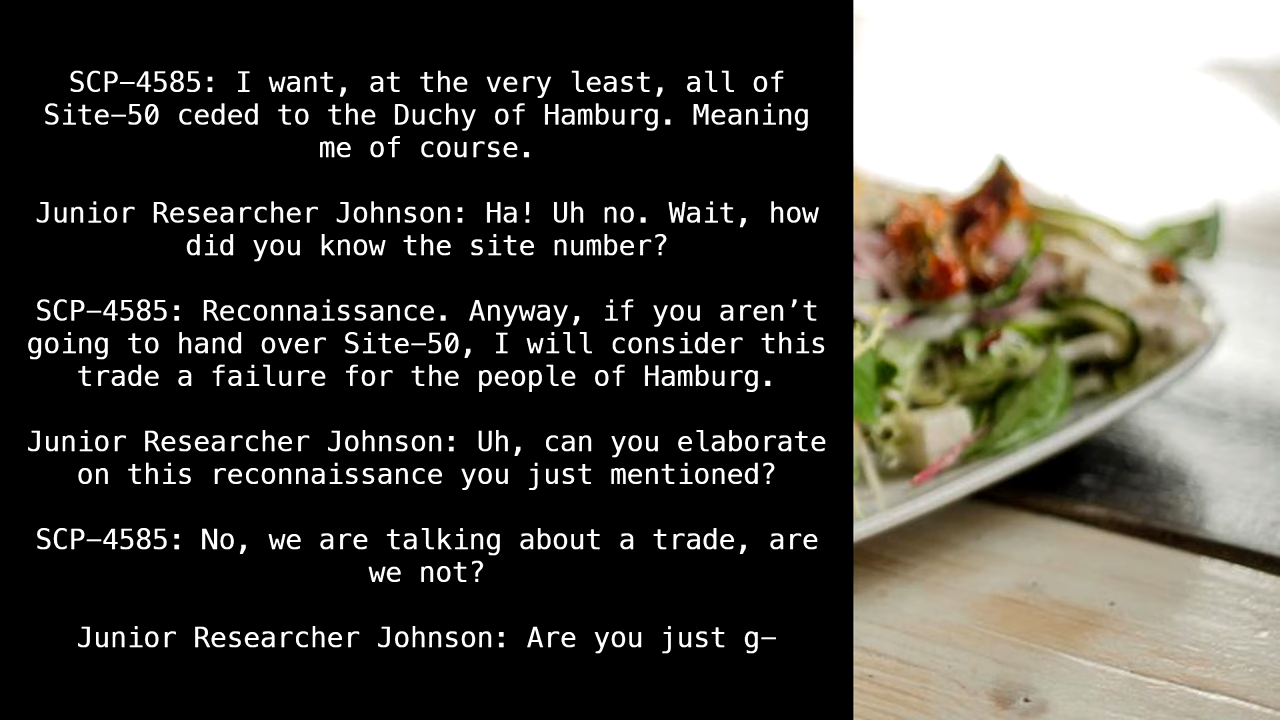 SCP–4585: I want, at the very least, all of
Site–50 ceded to the Duchy of Hamburg. Meaning
me of course.
Junior Researcher Johnson: Ha! Uh no. Wait, how
did you know the site number?
SCP–4585: Reconnaissance. Anyway, if you aren’t
going to hand over Site–50, I will consider this
trade a failure for the people of Hamburg.
Junior Researcher Johnson: Uh, can you elaborate
on this reconnaissance you just mentioned?
SCP–4585: No, we are talking about a trade, are
we not?
Junior Researcher Johnson: Are you just g–